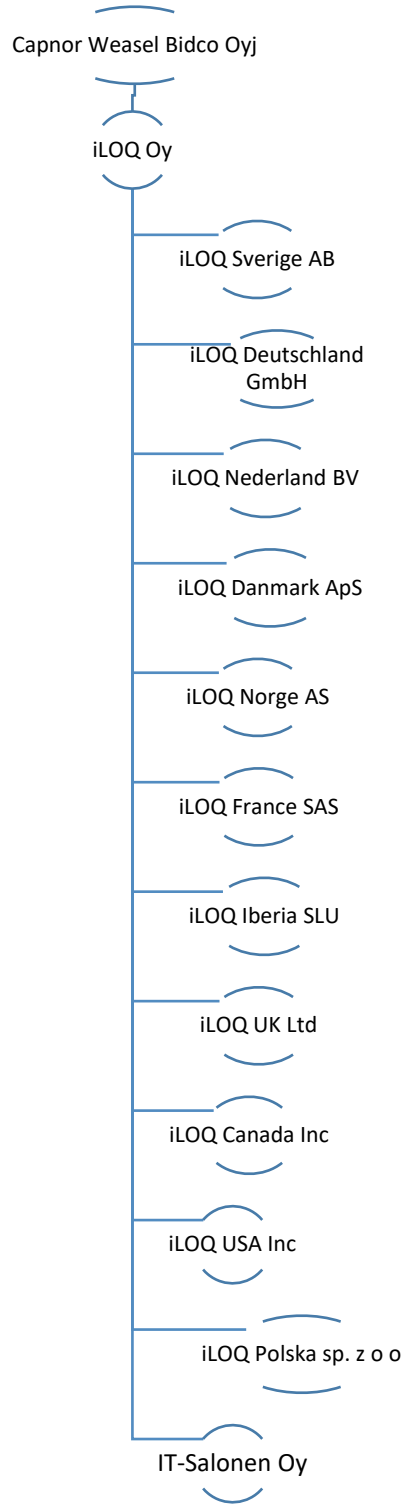 Capnor Weasel Bidco Oyj
iLOQ Oy
iLOQ Sverige AB
iLOQ Deutschland
GmbH
iLOQ Nederland BV
iLOQ Danmark ApS
iLOQ Norge AS
iLOQ France SAS
iLOQ Iberia SLU
iLOQ UK Ltd
iLOQ Canada Inc
iLOQ USA Inc
iLOQ Polska sp. z o o
IT-Salonen Oy